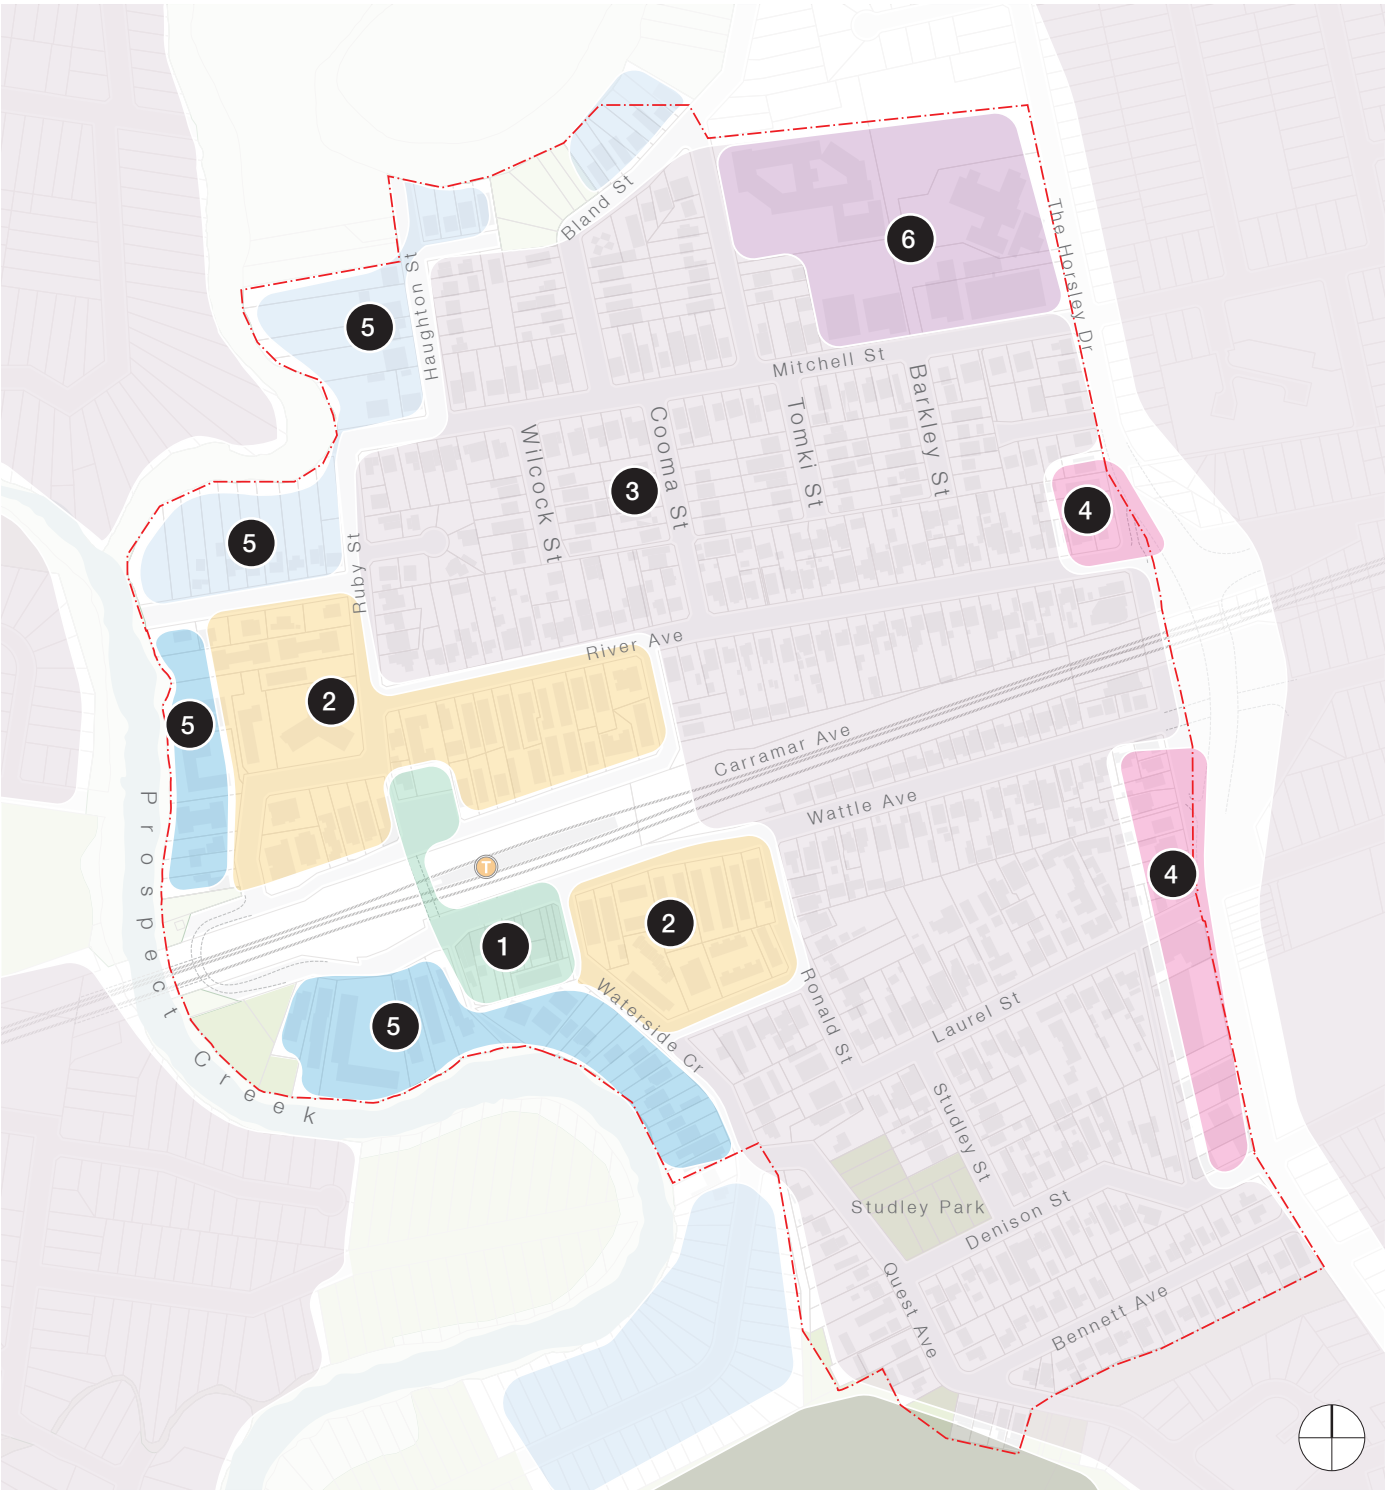 Bland St
6
The Horsley Dr
Haughton St
5
Mitchell St
Barkley St
Tomki St
Cooma St
Wilcock St
3
4
5
Ruby St
River Ave
2
5
Carramar Ave
Wattle Ave
T
4
2
1
Prospect Creek
5
Waterside Cr
Ronald St
Laurel St
Studley St
Studley Park
Denison St
Quest Ave
Bennett Ave